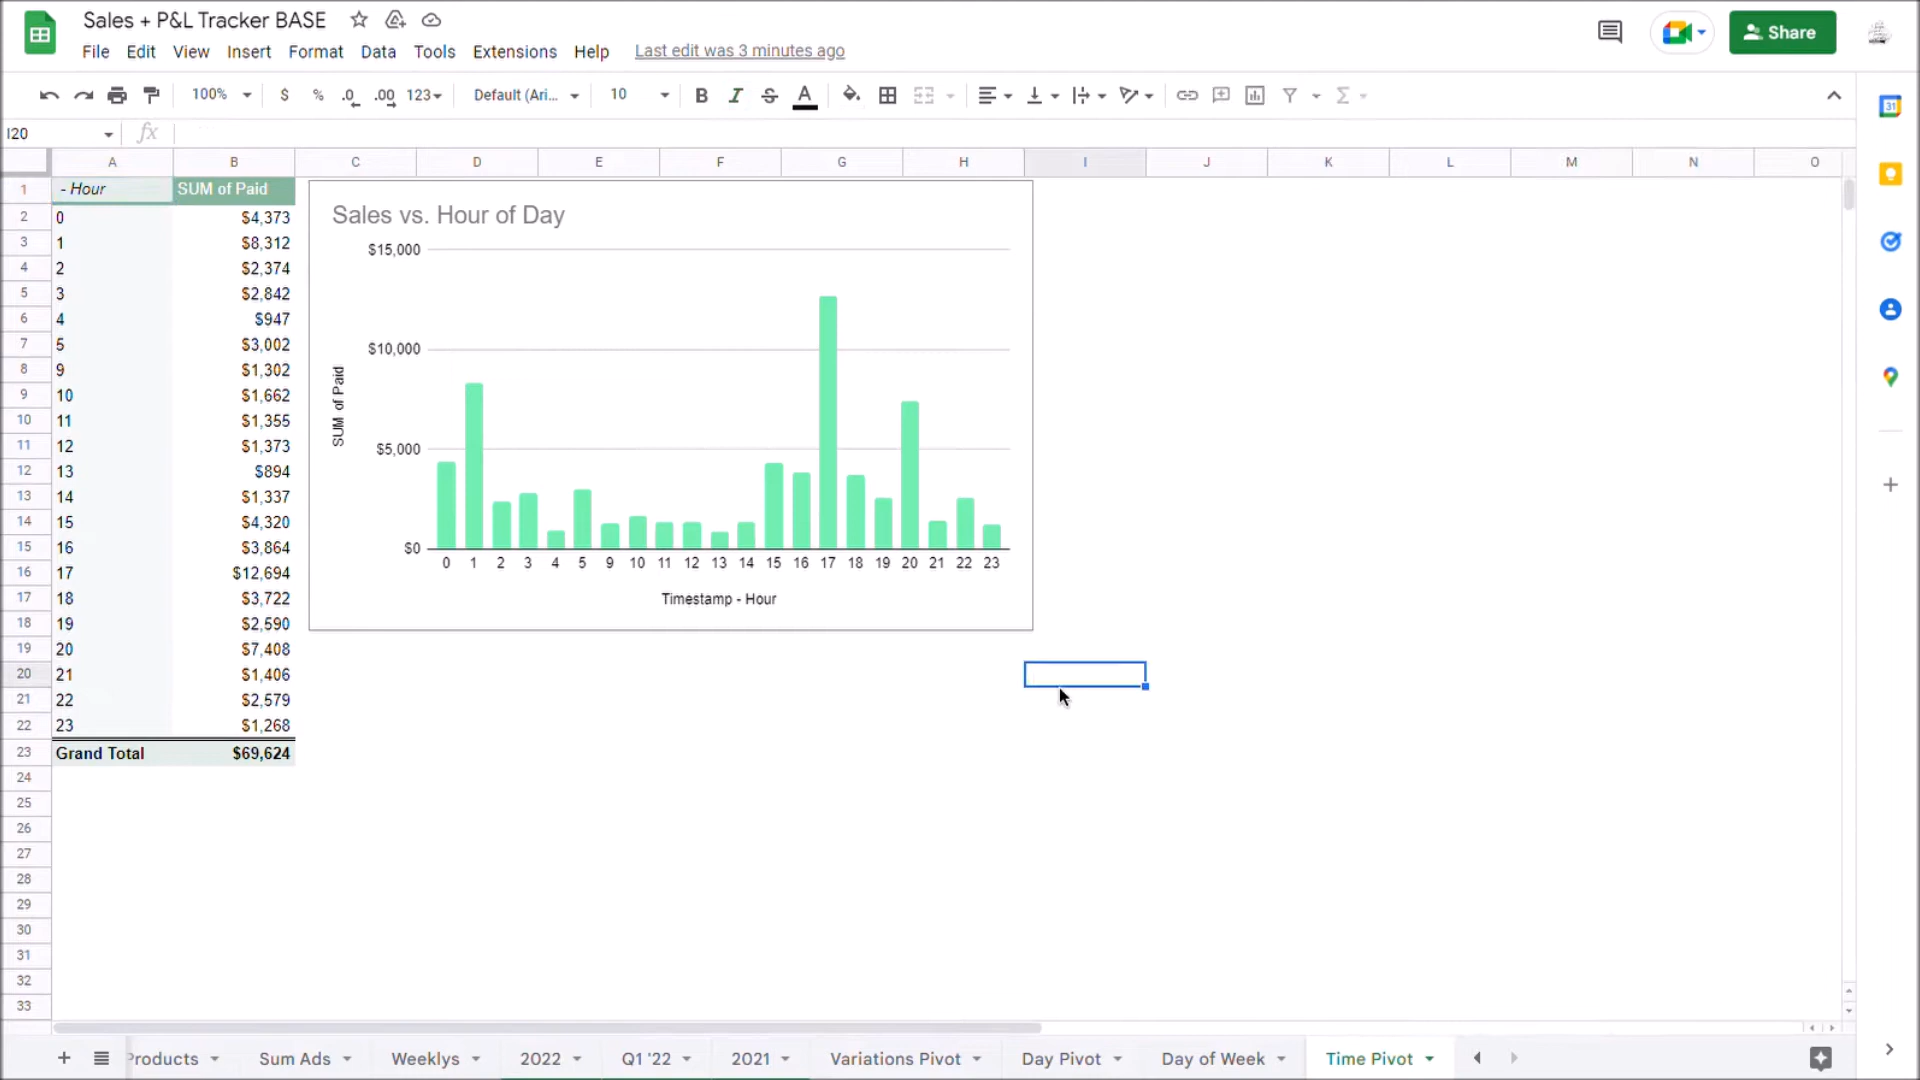 Sales + P&L Tracker BASE
File Edit View Insert Format Data Tools Extensions Help Last edit was 3 minutes ago
Share
100% $ % .0 .00 123 Default (Ari... 10 B I S A Σ
I20 fx
A B C D E F G H I J K L M N O
1 - Hour SUM of Paid
2 0 $4,373
3 1 $8,312
4 2 $2,374
5 3 $2,842
6 4 $947
7 5 $3,002
8 9 $1,302
9 10 $1,662
10 11 $1,355
11 12 $1,373
12 13 $894
13 14 $1,337
14 15 $4,320
15 16 $3,864
16 17 $12,694
17 18 $3,722
18 19 $2,590
19 20 $7,408
20 21 $1,406
21 22 $2,579
22 23 $1,268
23 Grand Total $69,624
24
25
26
27
28
29
30
31
32
33
Sales vs. Hour of Day
$15,000
$10,000
$5,000
$0
SUM of Paid
0 1 2 3 4 5 9 10 11 12 13 14 15 16 17 18 19 20 21 22 23
Timestamp - Hour
31
Products Sum Ads Weeklys 2022 Q1 '22 2021 Variations Pivot Day Pivot Day of Week Time Pivot